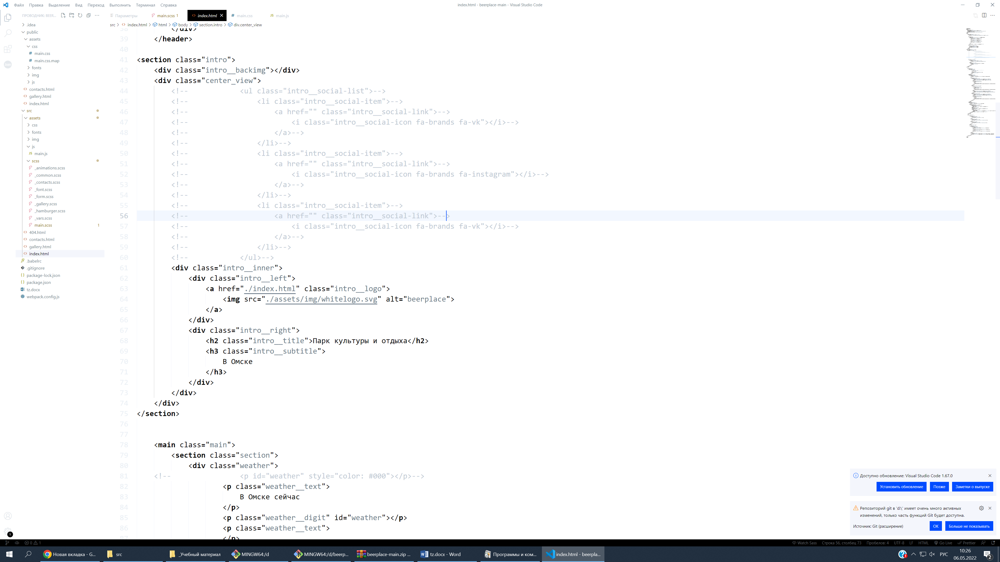 Файл Правка Выделение Вид Переход Выполнить Терминал Справка
index.html - beerplace-main - Visual Studio Code
ПРОВОДНИК: BEER...
Параметры
main.scss 1
index.html
main.css
main.js
src > index.html > html > body > section.intro > div.center_view
.idea
public
assets
css
main.css
main.css.map
fonts
img
js
contacts.html
gallery.html
index.html
src
assets
css
fonts
img
js
main.js
scss
_animations.scss
_common.scss
_contacts.scss
_font.scss
_form.scss
_gallery.scss
_hamburger.scss
_vars.scss
main.scss 1
404.html
contacts.html
gallery.html
index.html
.babelrc
.gitignore
package-lock.json
package.json
tz.docx
webpack.config.js
38 </div>
39 </header>
40
41 <section class="intro">
42 <div class="intro__backimg"></div>
43 <div class="center_view">
44 <!-- <ul class="intro__social-list">-->
45 <!-- <li class="intro__social-item">-->
46 <!-- <a href="" class="intro__social-link">-->
47 <!-- <i class="intro__social-icon fa-brands fa-vk"></i>-->
48 <!-- </a>-->
49 <!-- </li>-->
50 <!-- <li class="intro__social-item">-->
51 <!-- <a href="" class="intro__social-link">-->
52 <!-- <i class="intro__social-icon fa-brands fa-instagram"></i>-->
53 <!-- </a>-->
54 <!-- </li>-->
55 <!-- <li class="intro__social-item">-->
56 <!-- <a href="" class="intro__social-link">-->
57 <!-- <i class="intro__social-icon fa-brands fa-vk"></i>-->
58 <!-- </a>-->
59 <!-- </li>-->
60 <!-- </ul>-->
61 <div class="intro__inner">
62 <div class="intro__left">
63 <a href="./index.html" class="intro__logo">
64 <img src="./assets/img/whitelogo.svg" alt="beerplace">
65 </a>
66 </div>
67 <div class="intro__right">
68 <h2 class="intro__title">Парк культуры и отдыха</h2>
69 <h3 class="intro__subtitle">
70 В Омске
71 </h3>
72 </div>
73 </div>
74 </div>
75 </section>
76
77
78 <main class="main">
79 <section class="section">
80 <div class="weather">
81 <!-- <p id="weather" style="color: #000"></p>-->
82 <p class="weather__text">
83 В Омске сейчас
84 </p>
85 <p class="weather__digit" id="weather"></p>
86 <p class="weather__text">
87 </p>
Доступно обновление: Visual Studio Code 1.67.0
Установить обновление Позже Заметки о выпуске
Репозиторий git в 'd:\' имеет очень много активных
изменений, только часть функций Git будет доступна.
Источник: Git (расширение) ОК Больше не показывать
1
0 1
Watch Sass Строка 56, столбец 73 Пробелов: 4 UTF-8 LF HTML Go Live Prettier
Новая вкладка - G...
src
_Учебный материал
MINGW64:/d
MINGW64:/d/beerp...
beerplace-main.zip ...
tz.docx - Word
Программы и ком...
index.html - beerpla...
РУС
10:26
06.05.2022
2